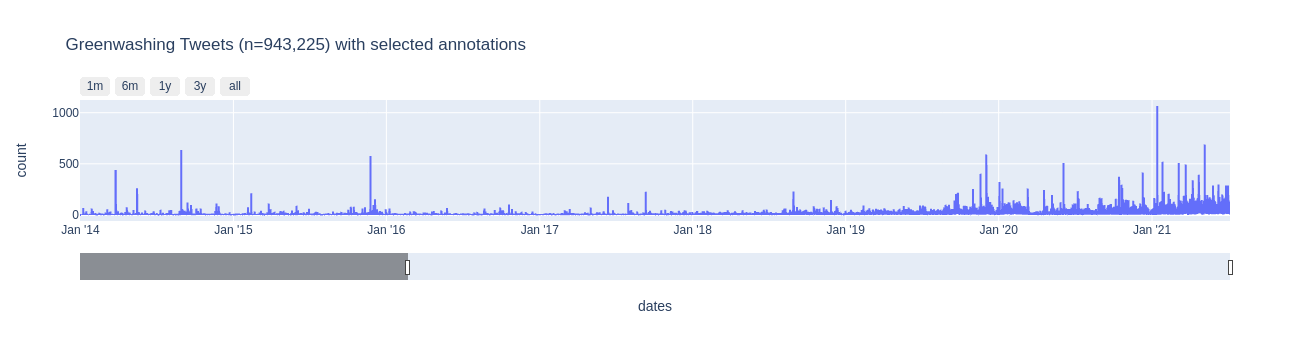 Greenwashing Tweets (n=943,225) with selected annotations
1m 6m 1y 3y all
count
1000
500
0
Jan '14 Jan '15 Jan '16 Jan '17 Jan '18 Jan '19 Jan '20 Jan '21
dates